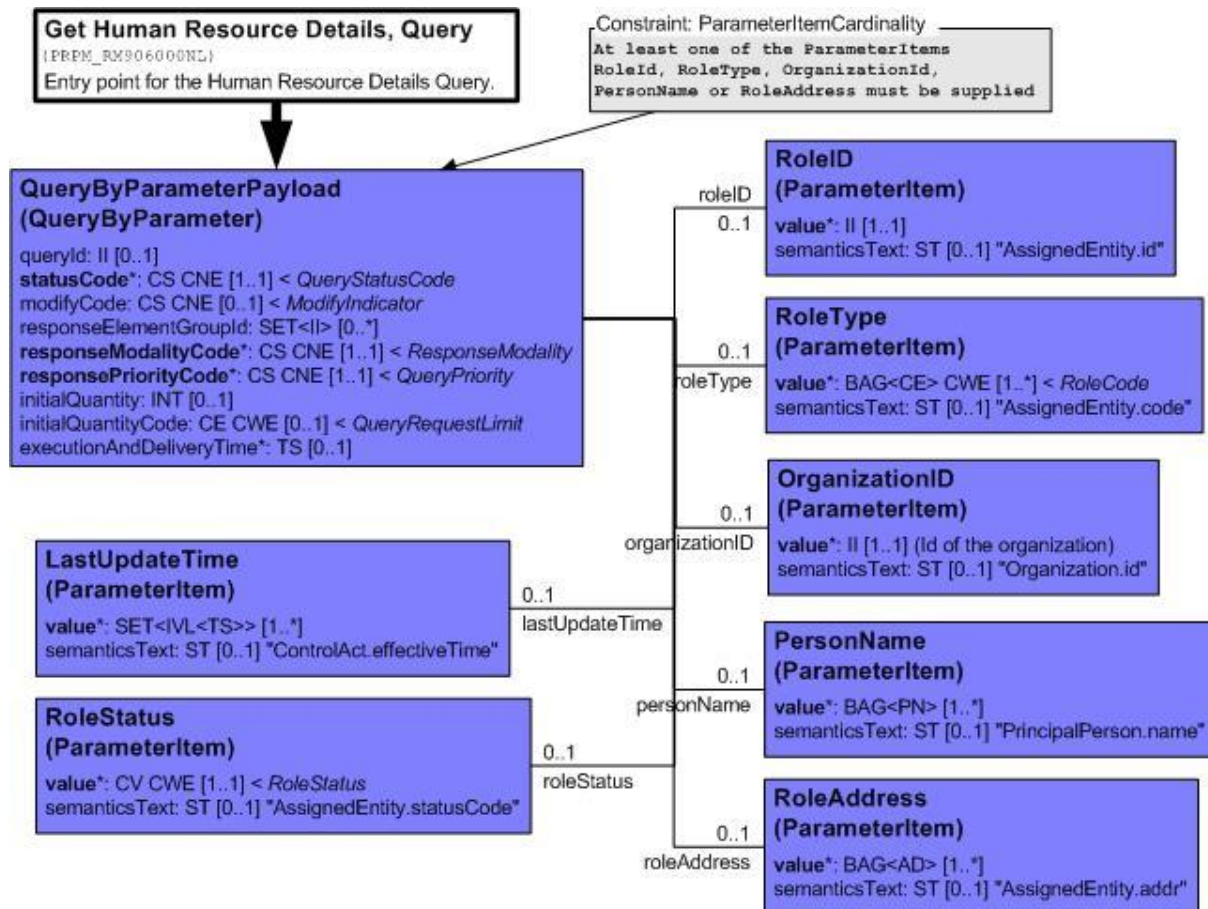 Get Human Resource Details, Query
{PRPM_RM906000NL}
Entry point for the Human Resource Details Query.
Constraint: ParameterItemCardinality
At least one of the ParameterItems
RoleId, RoleType, OrganizationId,
PersonName or RoleAddress must be supplied
QueryByParameterPayload
(QueryByParameter)
queryId: II [0..1]
statusCode*: CS CNE [1..1] < QueryStatusCode
modifyCode: CS CNE [0..1] < ModifyIndicator
responseElementGroupId: SET<II> [0..*]
responseModalityCode*: CS CNE [1..1] < ResponseModality
responsePriorityCode*: CS CNE [1..1] < QueryPriority
initialQuantity: INT [0..1]
initialQuantityCode: CE CWE [0..1] < QueryRequestLimit
executionAndDeliveryTime*: TS [0..1]
roleID
0..1
RoleID
(ParameterItem)
value*: II [1..1]
semanticsText: ST [0..1] "AssignedEntity.id"
0..1
roleType
RoleType
(ParameterItem)
value*: BAG<CE> CWE [1..*] < RoleCode
semanticsText: ST [0..1] "AssignedEntity.code"
0..1
organizationID
OrganizationID
(ParameterItem)
value*: II [1..1] (Id of the organization)
semanticsText: ST [0..1] "Organization.id"
LastUpdateTime
(ParameterItem)
value*: SET<IVL<TS>> [1..*]
semanticsText: ST [0..1] "ControlAct.effectiveTime"
0..1
lastUpdateTime
0..1
personName
PersonName
(ParameterItem)
value*: BAG<PN> [1..*]
semanticsText: ST [0..1] "PrincipalPerson.name"
RoleStatus
(ParameterItem)
value*: CV CWE [1..1] < RoleStatus
semanticsText: ST [0..1] "AssignedEntity.statusCode"
0..1
roleStatus
0..1
roleAddress
RoleAddress
(ParameterItem)
value*: BAG<AD> [1..*]
semanticsText: ST [0..1] "AssignedEntity.addr"